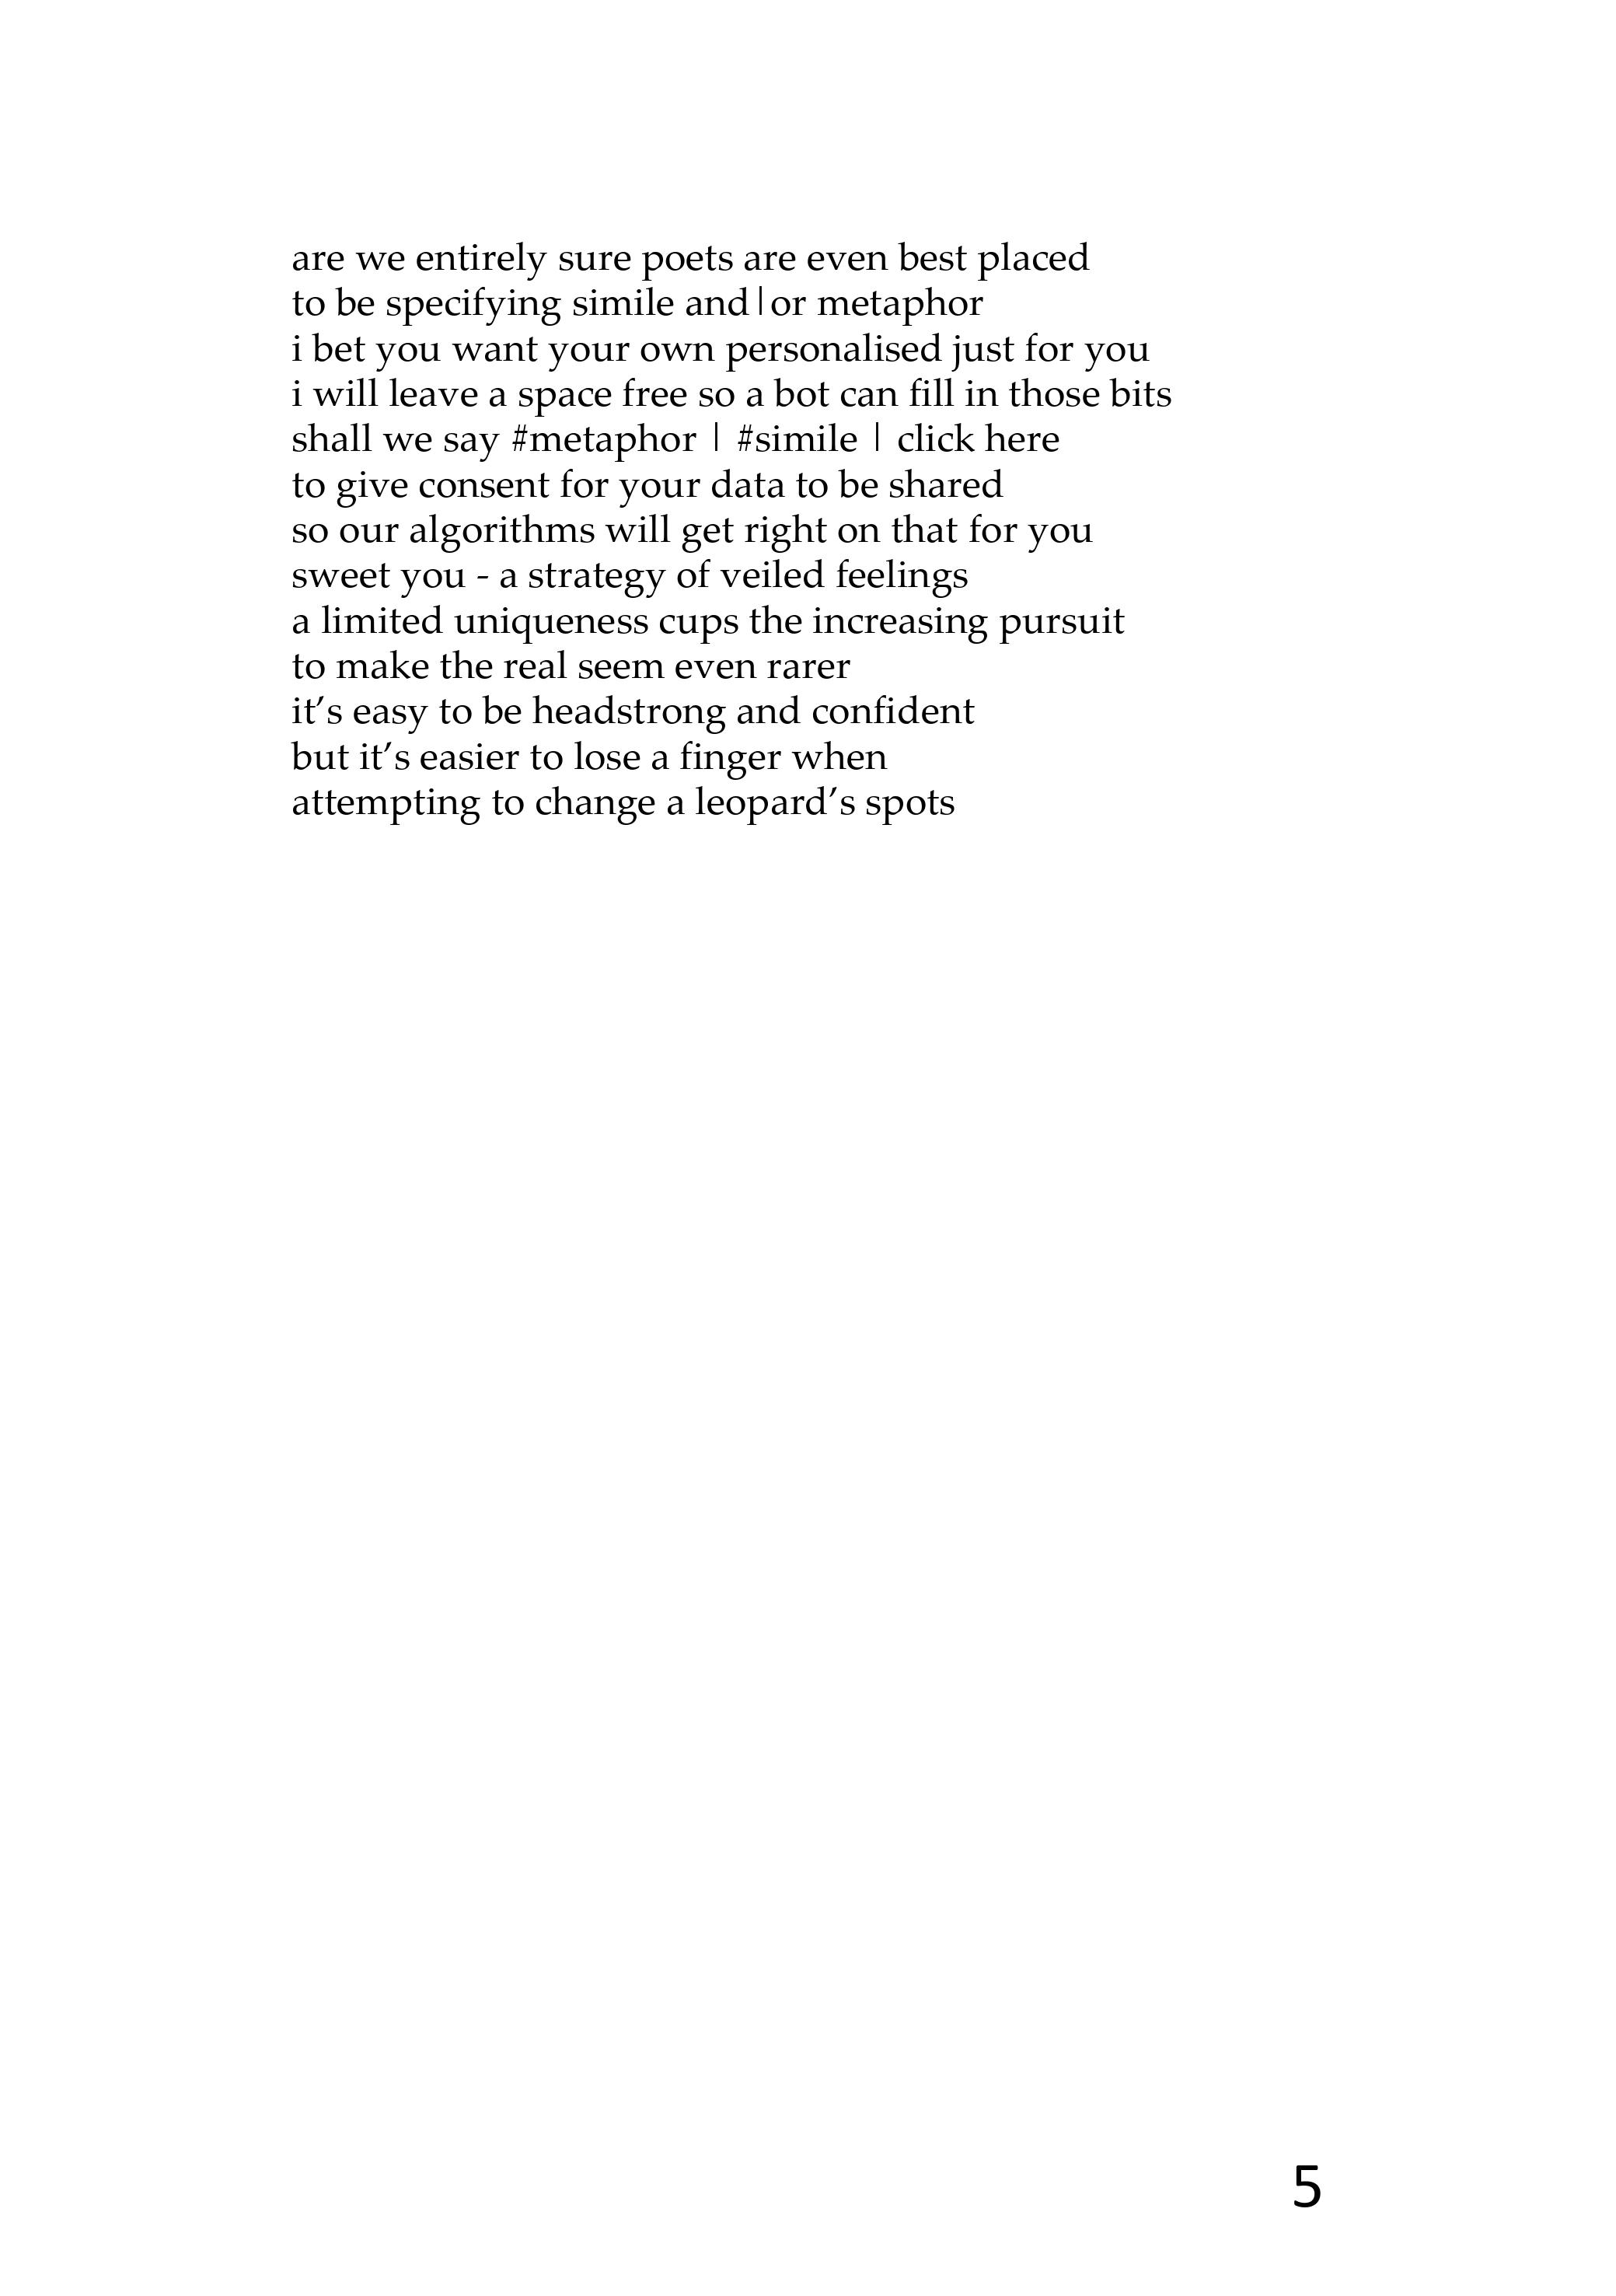 are we entirely sure poets are even best placed
to be specifying simile and|or metaphor
i bet you want your own personalised just for you
i will leave a space free so a bot can fill in those bits
shall we say #metaphor | #simile | click here
to give consent for your data to be shared
so our algorithms will get right on that for you
sweet you - a strategy of veiled feelings
a limited uniqueness cups the increasing pursuit
to make the real seem even rarer
it’s easy to be headstrong and confident
but it’s easier to lose a finger when
attempting to change a leopard’s spots
5